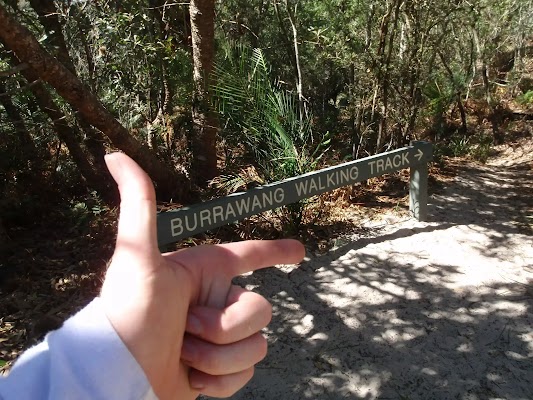 BURRAWANG WALKING TRACK →